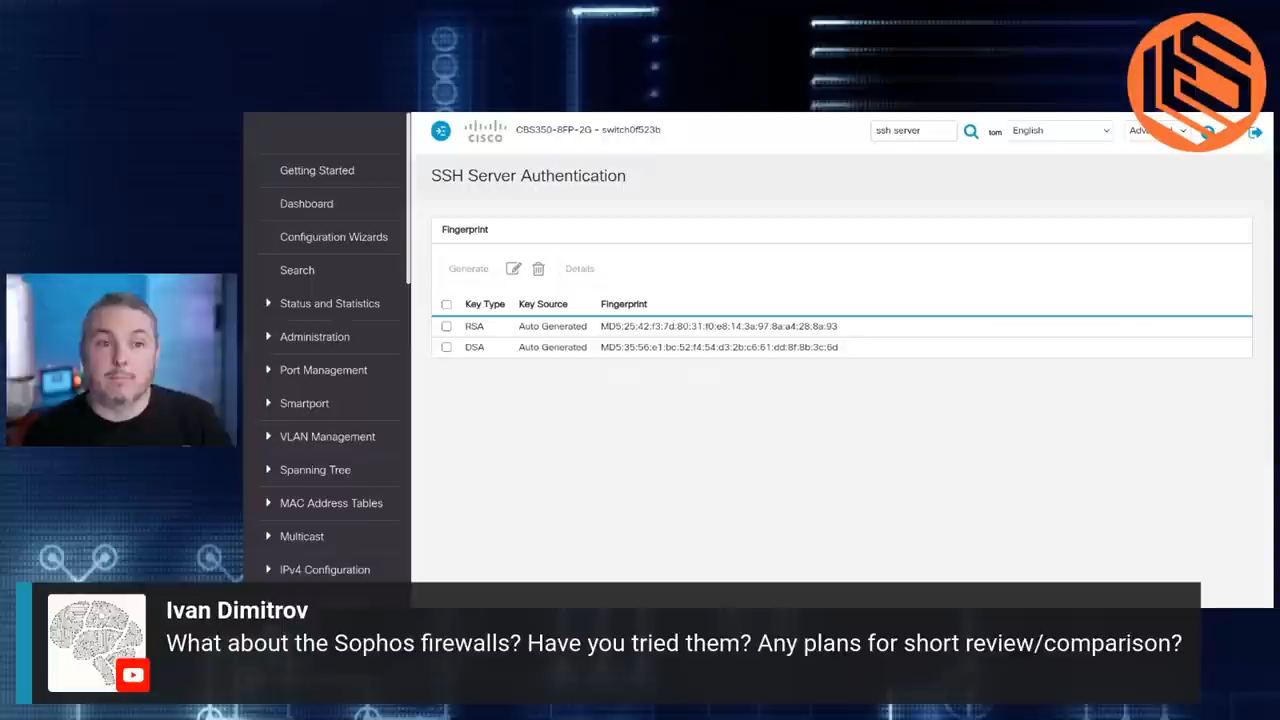 CISCO
CBS350-8FP-2G - switch0f523b
ssh server
tom
English
Getting Started
Dashboard
Configuration Wizards
Search
Status and Statistics
Administration
Port Management
Smartport
VLAN Management
Spanning Tree
MAC Address Tables
Multicast
IPv4 Configuration
SSH Server Authentication
Fingerprint
Generate Details
Key Type Key Source Fingerprint
RSA Auto Generated MD5:25:42:f3:7d:80:31:f0:e8:14:3a:97:8a:a4:28:8a:93
DSA Auto Generated MD5:35:56:e1:bc:52:f4:54:d3:2b:c6:61:dd:8f:8b:3c:6d
Ivan Dimitrov
What about the Sophos firewalls? Have you tried them? Any plans for short review/comparison?